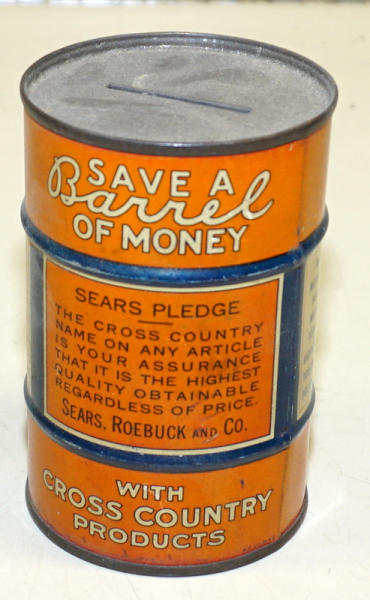 SAVE A
Barrel
OF MONEY
SEARS PLEDGE
THE CROSS COUNTRY
NAME ON ANY ARTICLE
IS YOUR ASSURANCE
THAT IT IS THE HIGHEST
QUALITY OBTAINABLE
REGARDLESS OF PRICE.
SEARS, ROEBUCK AND CO.
WITH
CROSS COUNTRY
PRODUCTS